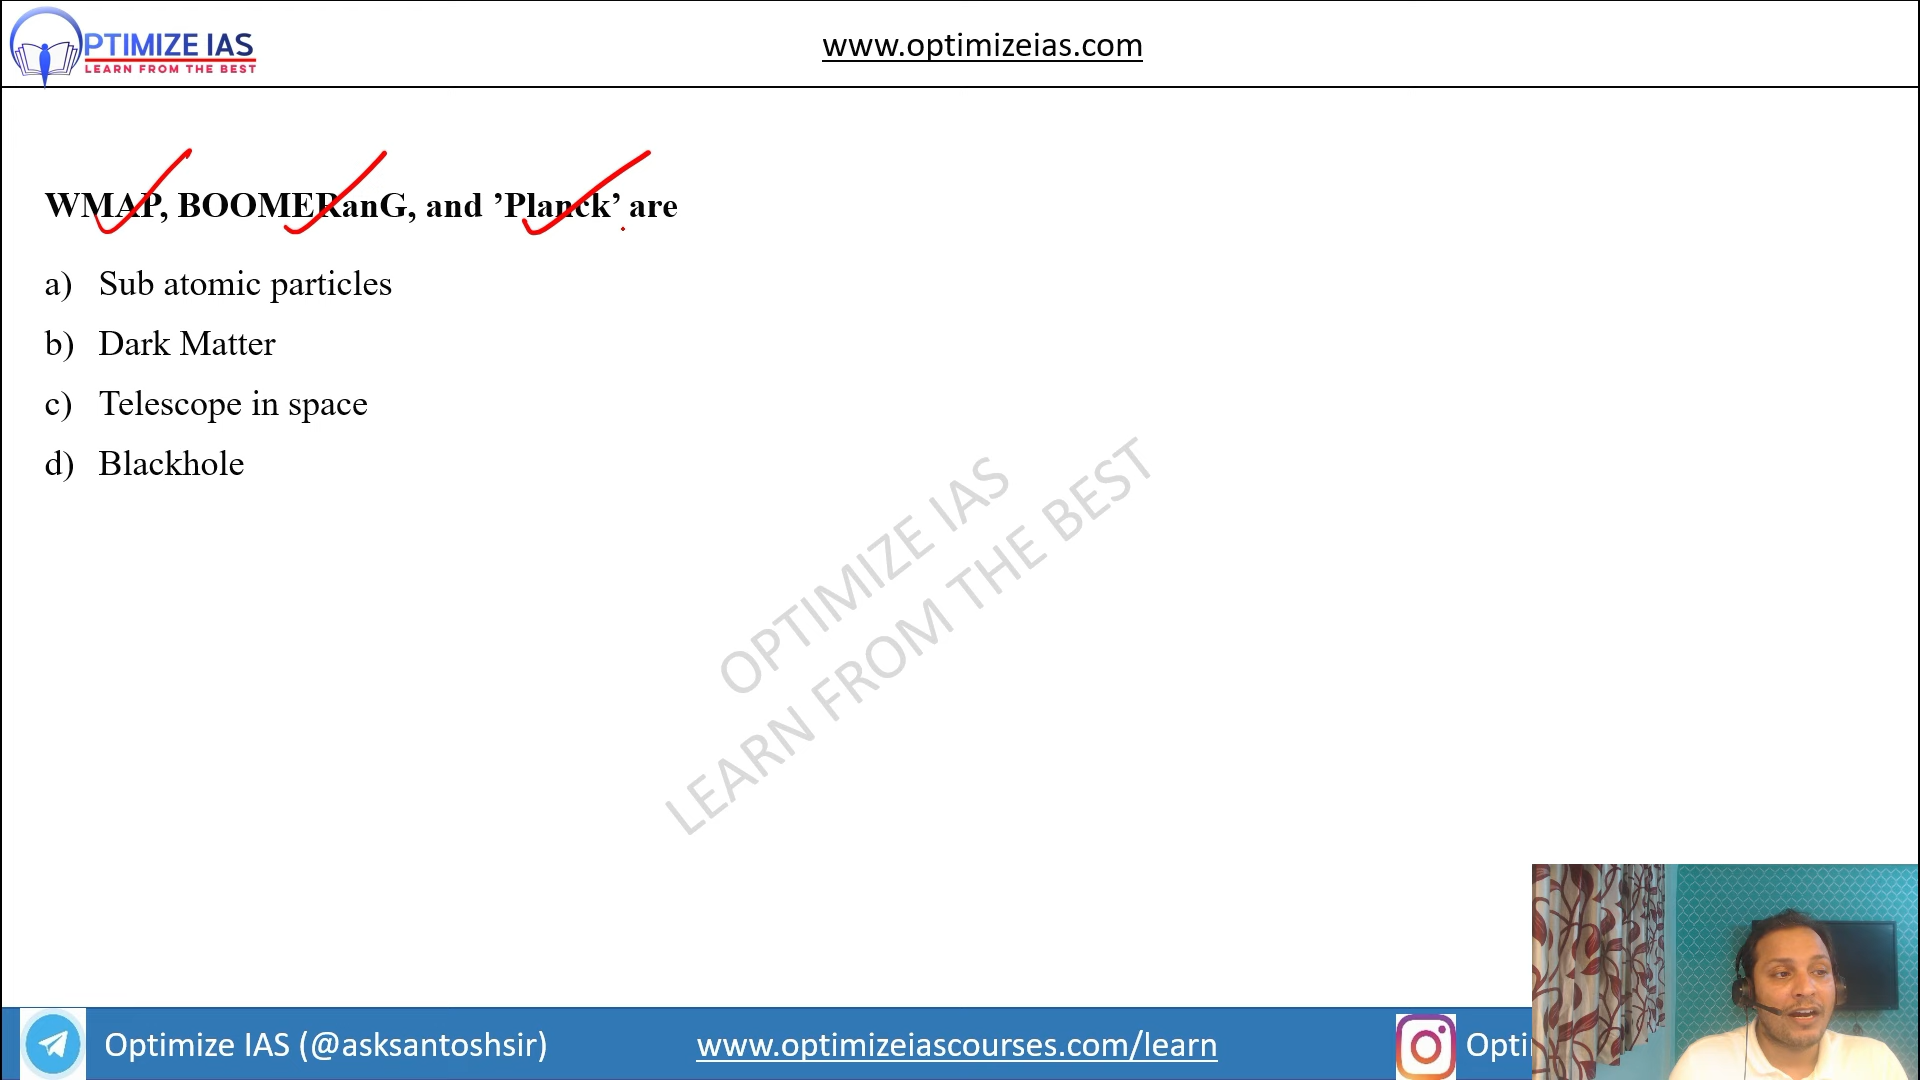 PTIMIZE IAS
LEARN FROM THE BEST
www.optimizeias.com
WMAP, BOOMERanG, and ’Planck’ are
a) Sub atomic particles
b) Dark Matter
c) Telescope in space
d) Blackhole
OPTIMIZE IAS
LEARN FROM THE BEST
Optimize IAS (@asksantoshsir)
www.optimizeiascourses.com/learn
Opti